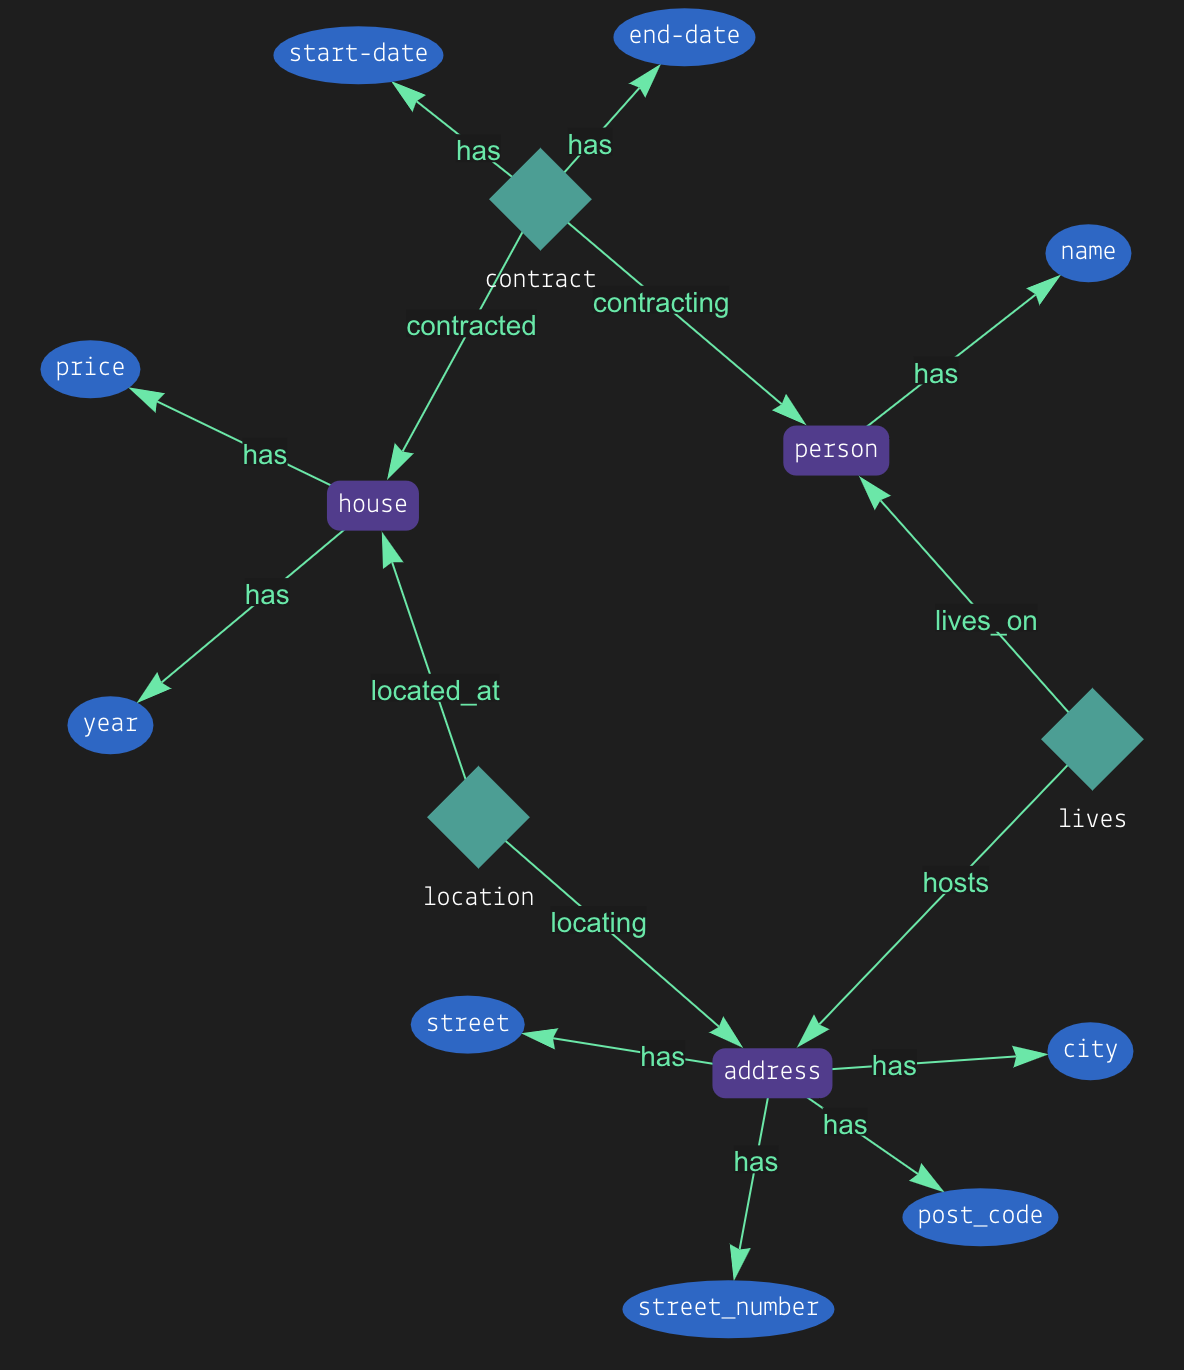 end-date
start-date
has
has
name
contract
contracting
contracted
price
has
person
has
house
has
lives_on
located_at
year
lives
hosts
location
locating
street
city
has
has
address
has
has
post_code
street_number